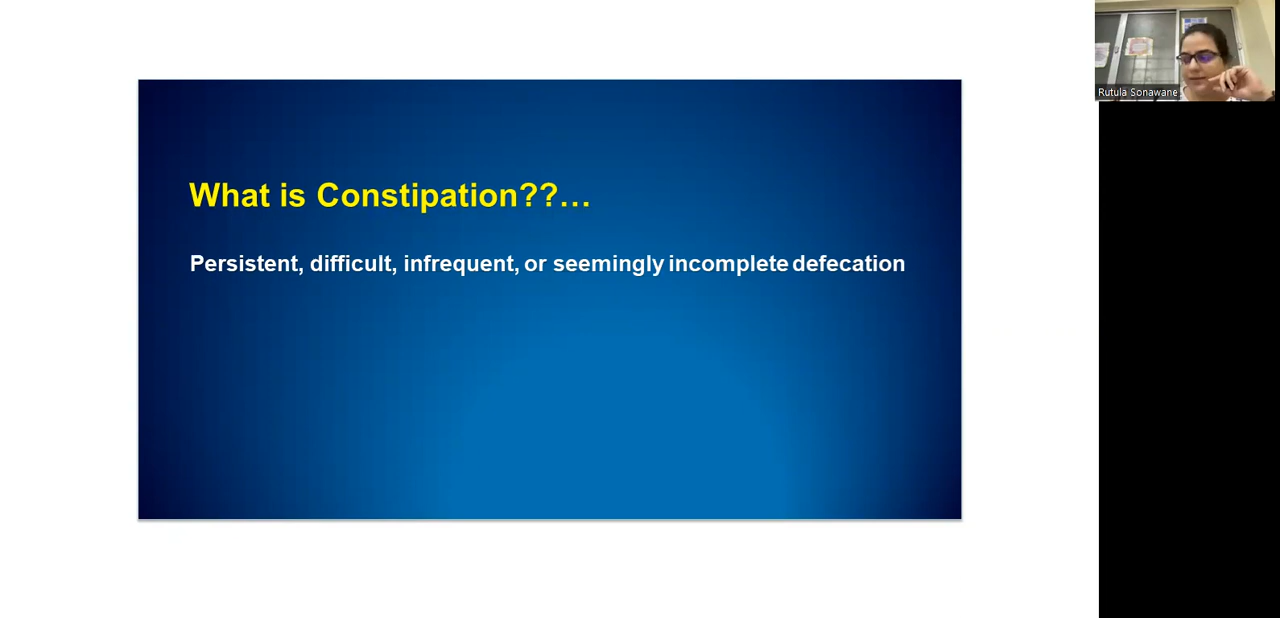 What is Constipation??…
Persistent, difficult, infrequent, or seemingly incomplete defecation
Rutula Sonawane